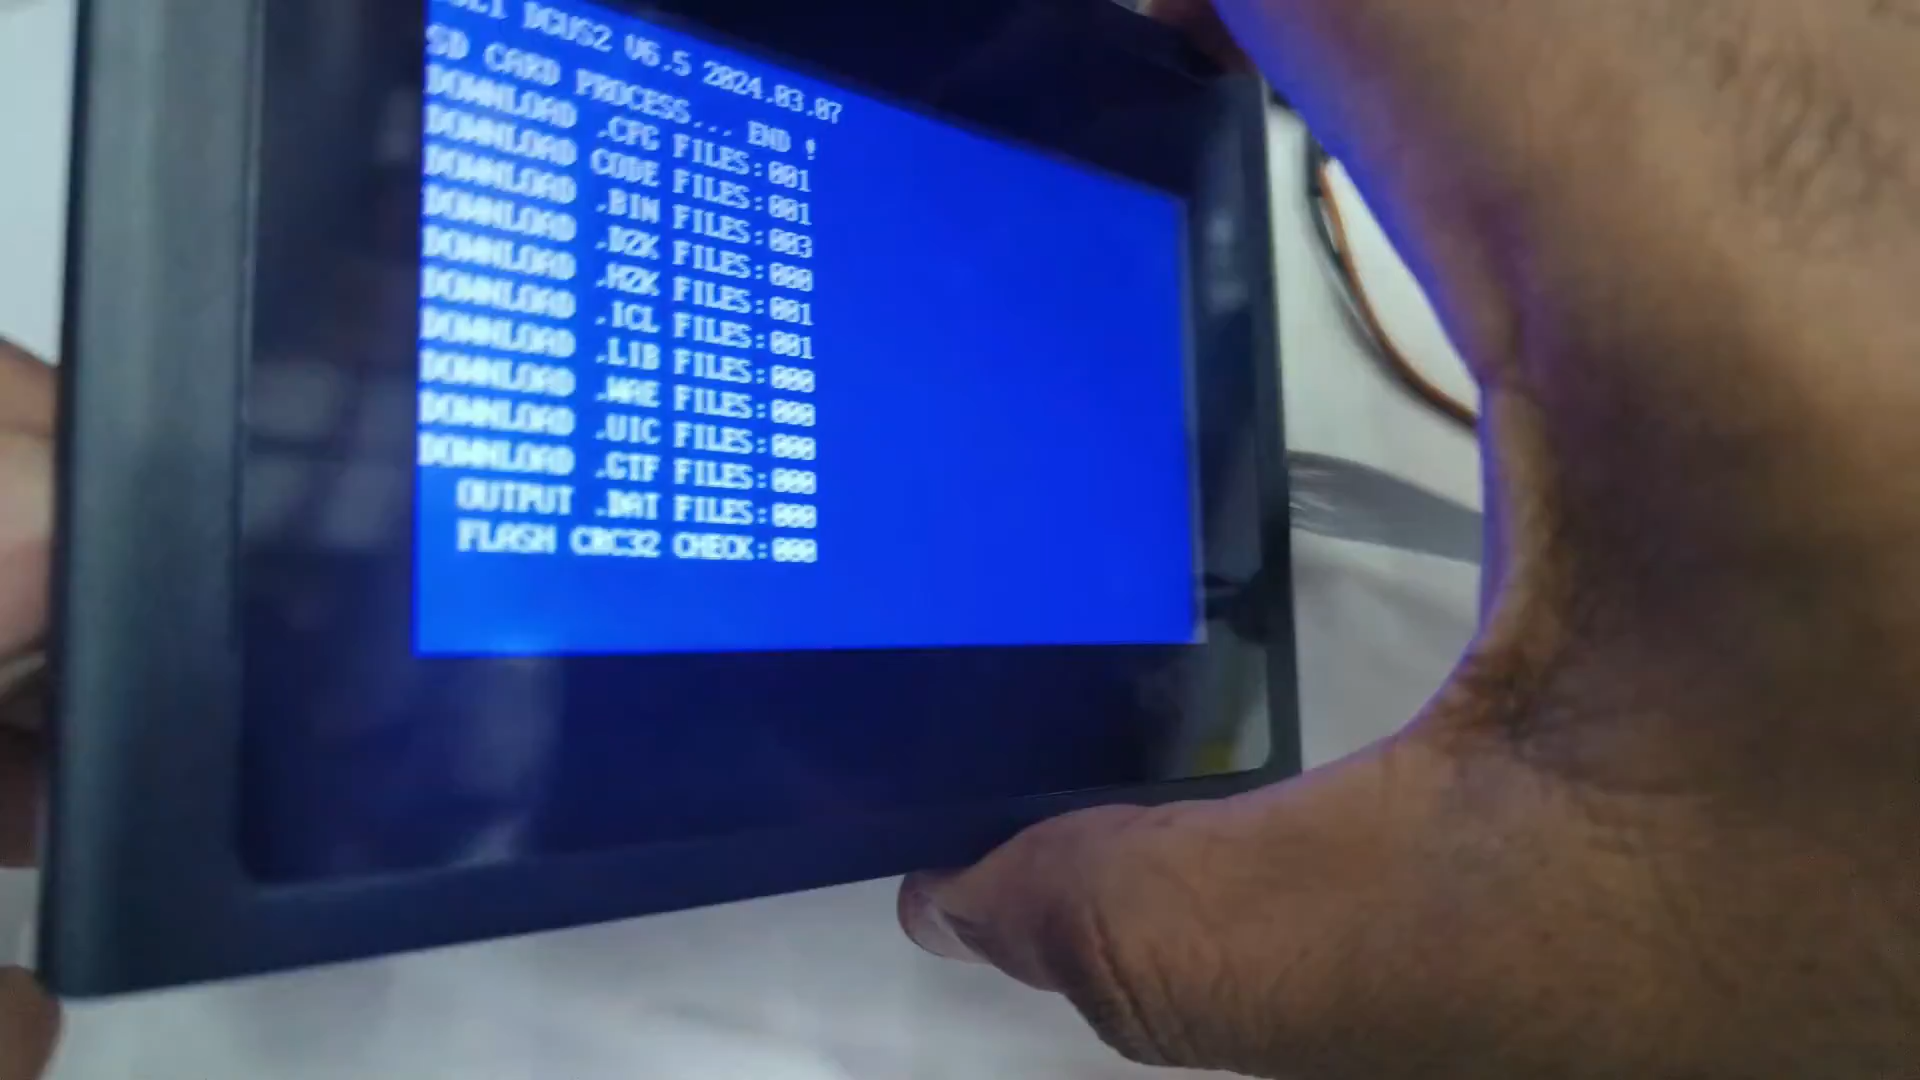 DGUS2 V6.5 2024.03.07
SD CARD PROCESS... END !
DOWNLOAD .CFG FILES:001
DOWNLOAD CODE FILES:001
DOWNLOAD .BIN FILES:003
DOWNLOAD .DZK FILES:000
DOWNLOAD .HZK FILES:001
DOWNLOAD .ICL FILES:001
DOWNLOAD .LIB FILES:000
DOWNLOAD .WAE FILES:000
DOWNLOAD .UIC FILES:000
DOWNLOAD .GTF FILES:000
OUTPUT .DAT FILES:000
FLASH CRC32 CHECK:000